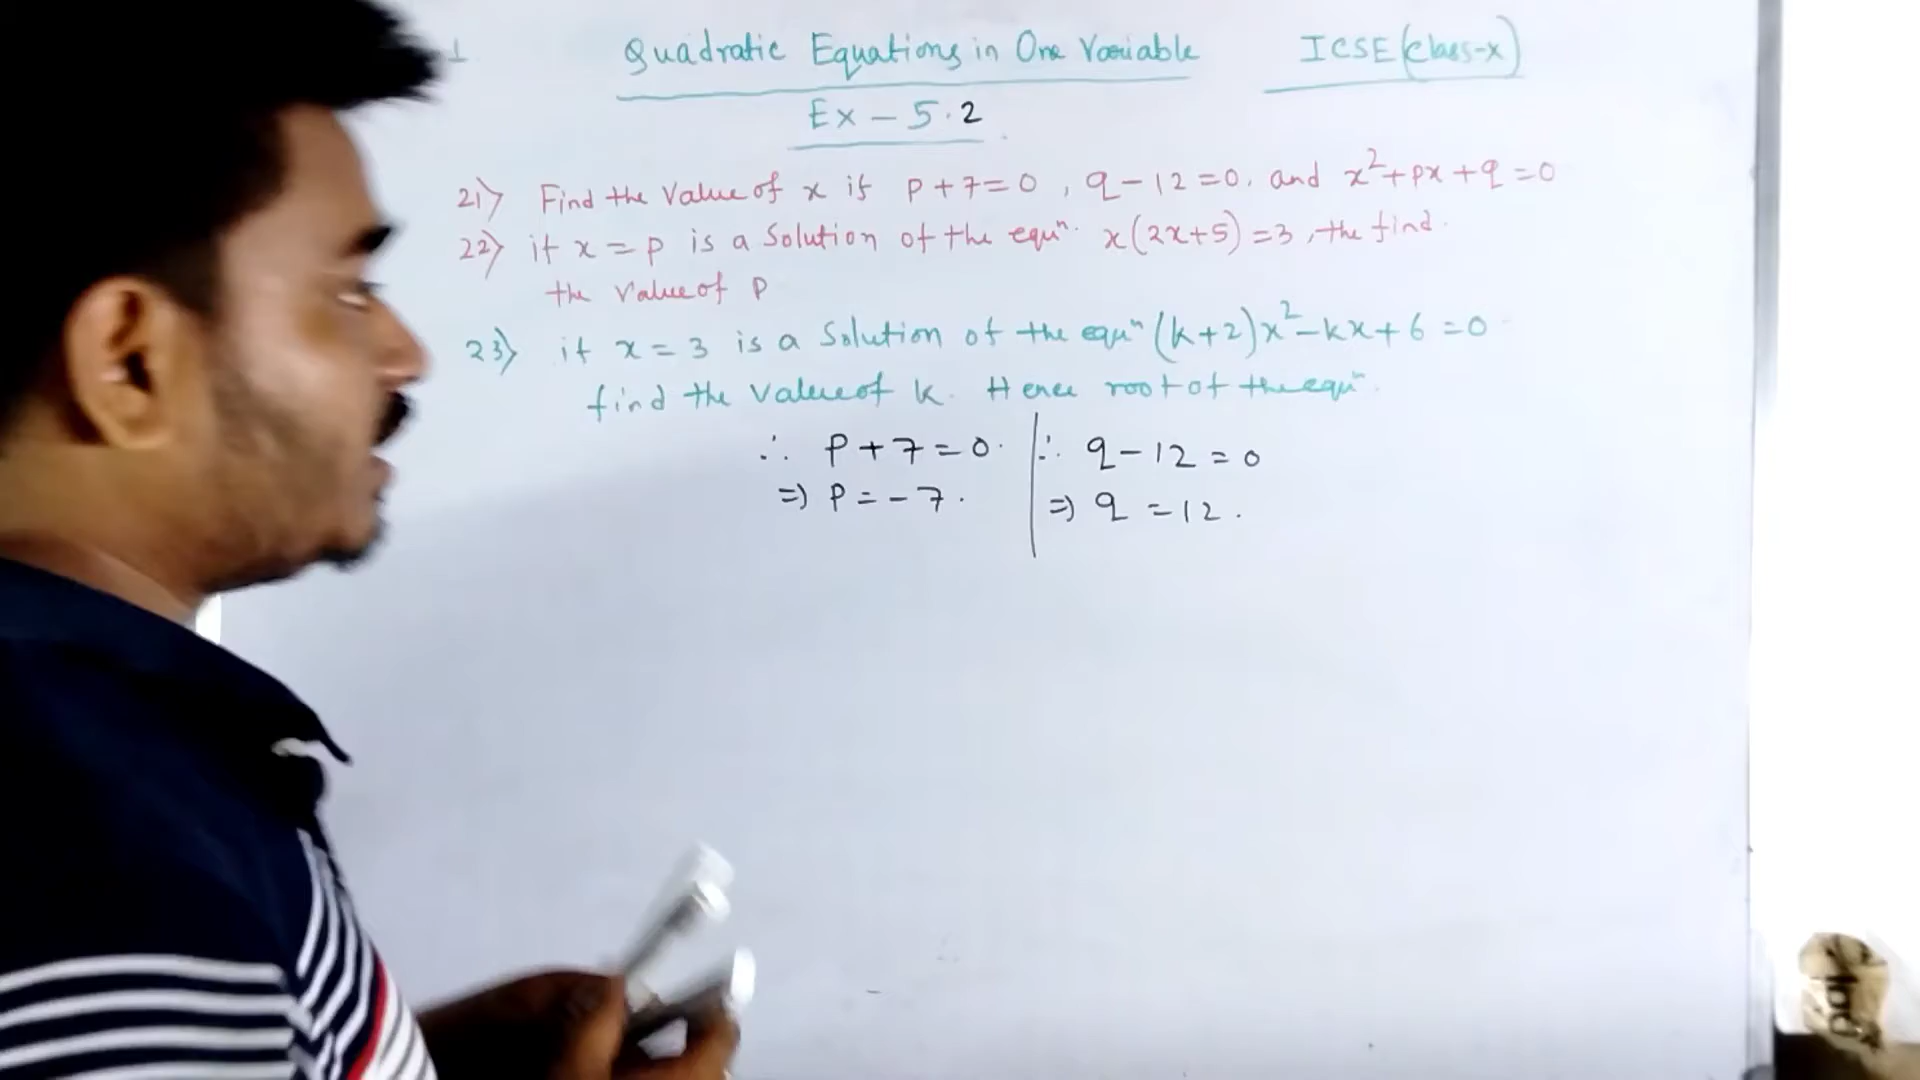 Quadratic Equations in One Variable ICSE (Class-x)
Ex - 5.2
21) Find the Value of x if p+7=0, q-12=0. and x²+px+q=0
22) if x = p is a Solution of the equⁿ. x(2x+5)=3, the find.
the Value of p
23) if x = 3 is a Solution of the equⁿ (k+2)x²-kx+6=0
find the Value of k. Hence root of the equⁿ.
∴ p+7=0. ∴ q-12=0
⇒ p=-7. ⇒ q=12.